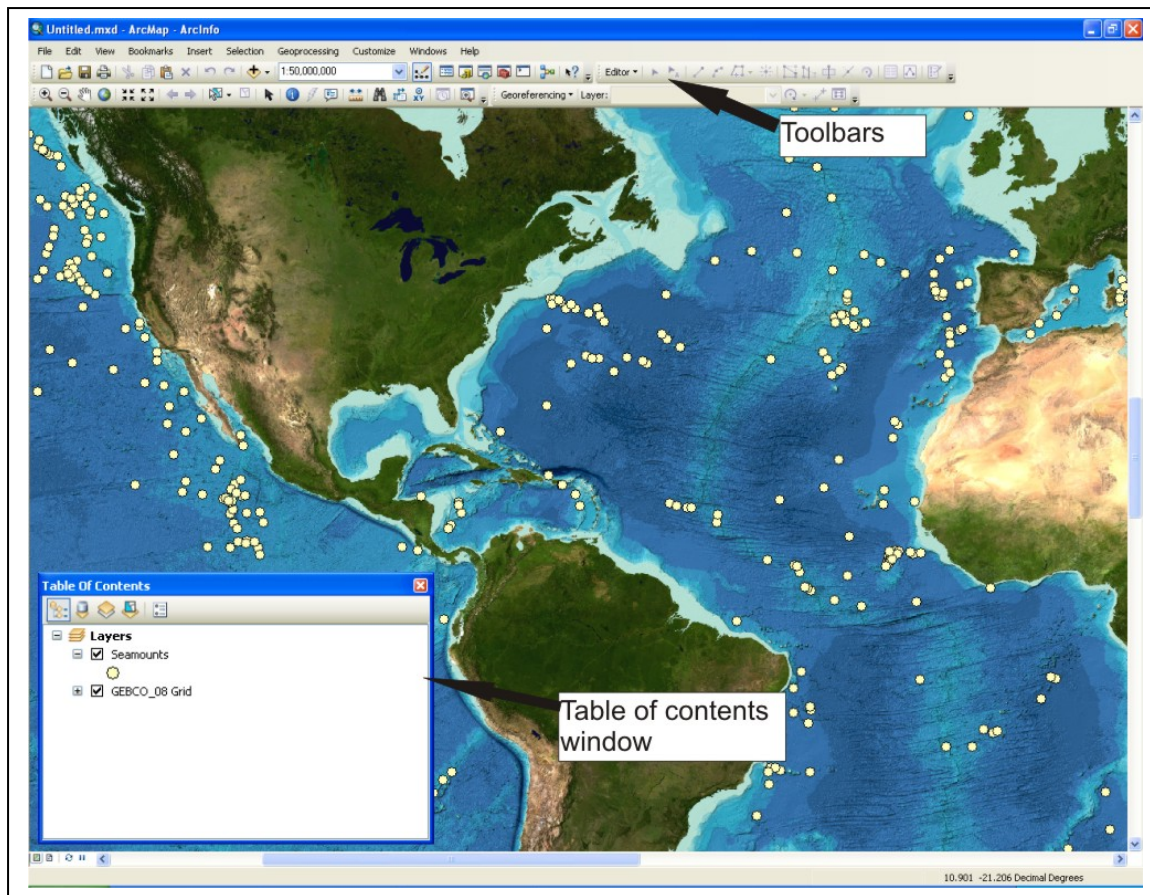 Untitled.mxd - ArcMap - ArcInfo
File Edit View Bookmarks Insert Selection Geoprocessing Customize Windows Help
1:50,000,000 Editor
Georeferencing Layer:
Toolbars
Table Of Contents
Layers
Seamounts
GEBCO_08 Grid
Table of contents
window
10.901 -21.206 Decimal Degrees